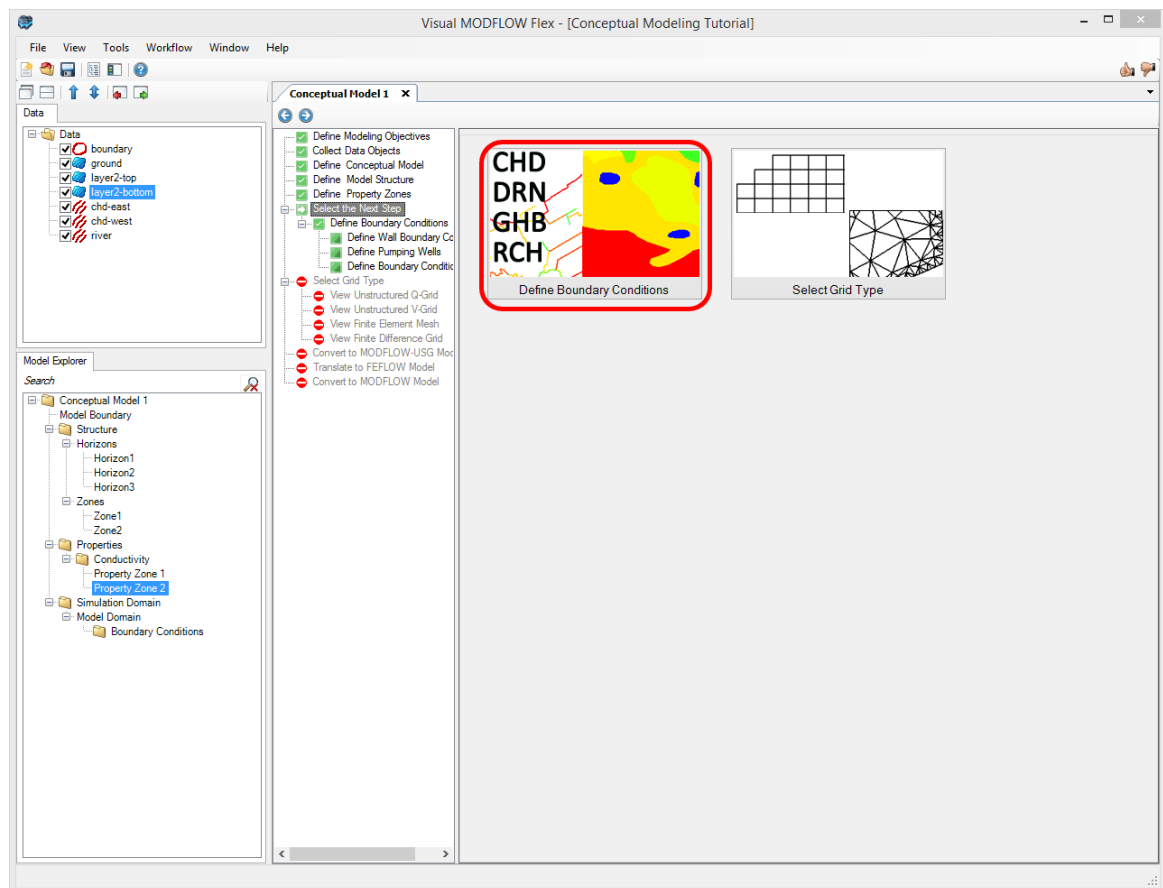 Visual MODFLOW Flex - [Conceptual Modeling Tutorial]
File View Tools Workflow Window Help
Data
Data
boundary
ground
layer2-top
layer2-bottom
chd-east
chd-west
river
Model Explorer
Search
Conceptual Model 1
Model Boundary
Structure
Horizons
Horizon1
Horizon2
Horizon3
Zones
Zone1
Zone2
Properties
Conductivity
Property Zone 1
Property Zone 2
Simulation Domain
Model Domain
Boundary Conditions
Conceptual Model 1
Define Modeling Objectives
Collect Data Objects
Define Conceptual Model
Define Model Structure
Define Property Zones
Select the Next Step
Define Boundary Conditions
Define Wall Boundary Co
Define Pumping Wells
Define Boundary Conditic
Select Grid Type
View Unstructured Q-Grid
View Unstructured V-Grid
View Finite Element Mesh
View Finite Difference Grid
Convert to MODFLOW-USG Moc
Translate to FEFLOW Model
Convert to MODFLOW Model
CHD
DRN
GHB
RCH
Define Boundary Conditions
Select Grid Type